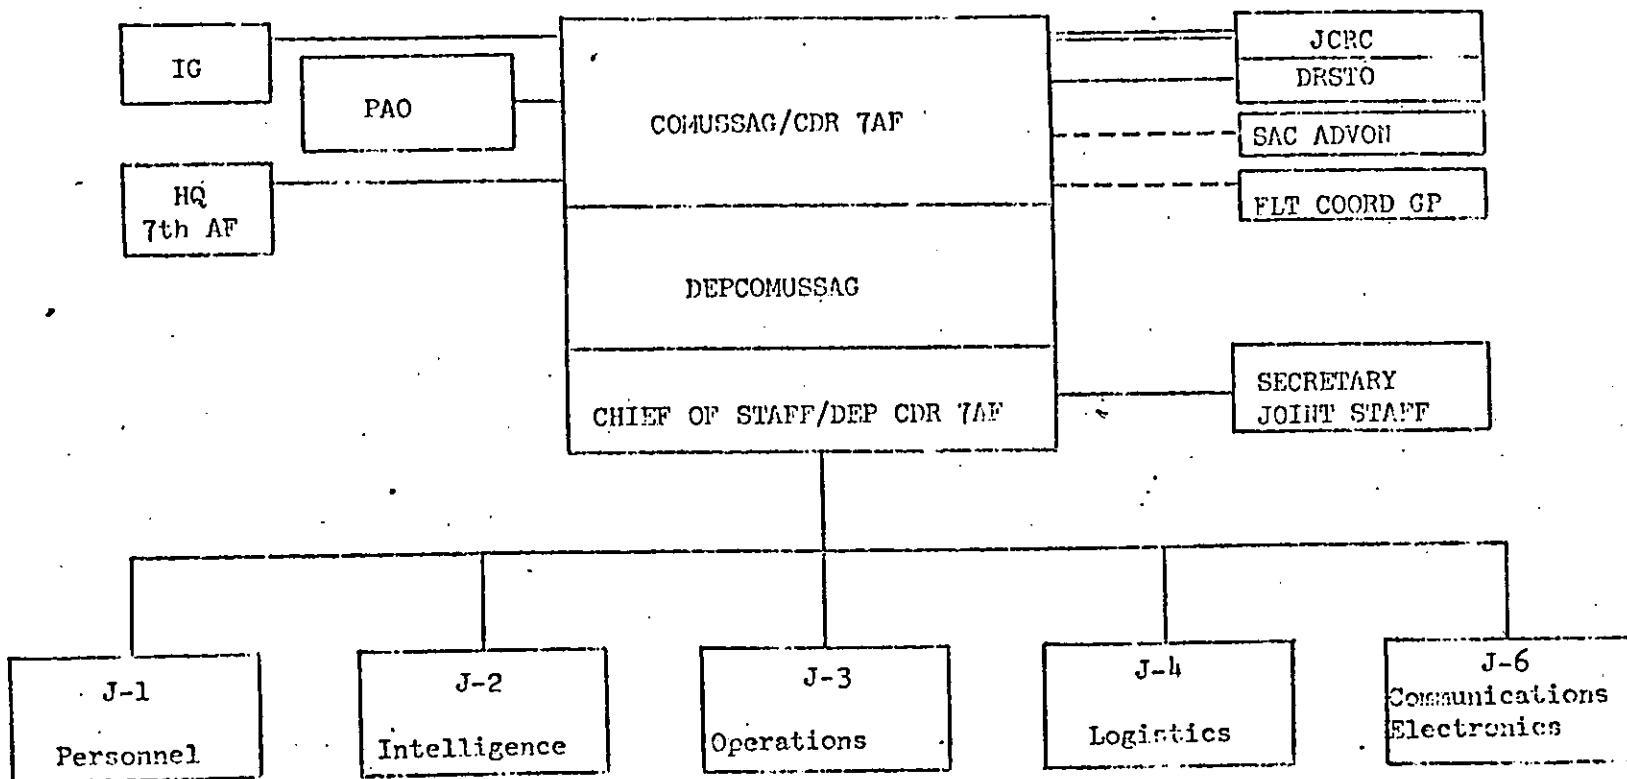 IG
PAO
HQ
7th AF
COMUSSAG/CDR 7AF
DEPCOMUSSAG
CHIEF OF STAFF/DEP CDR 7AF
JCRC
DRSTO
SAC ADVON
FLT COORD GP
SECRETARY
JOINT STAFF
J-1
Personnel
J-2
Intelligence
J-3
Operations
J-4
Logistics
J-6
Communications
Electronics